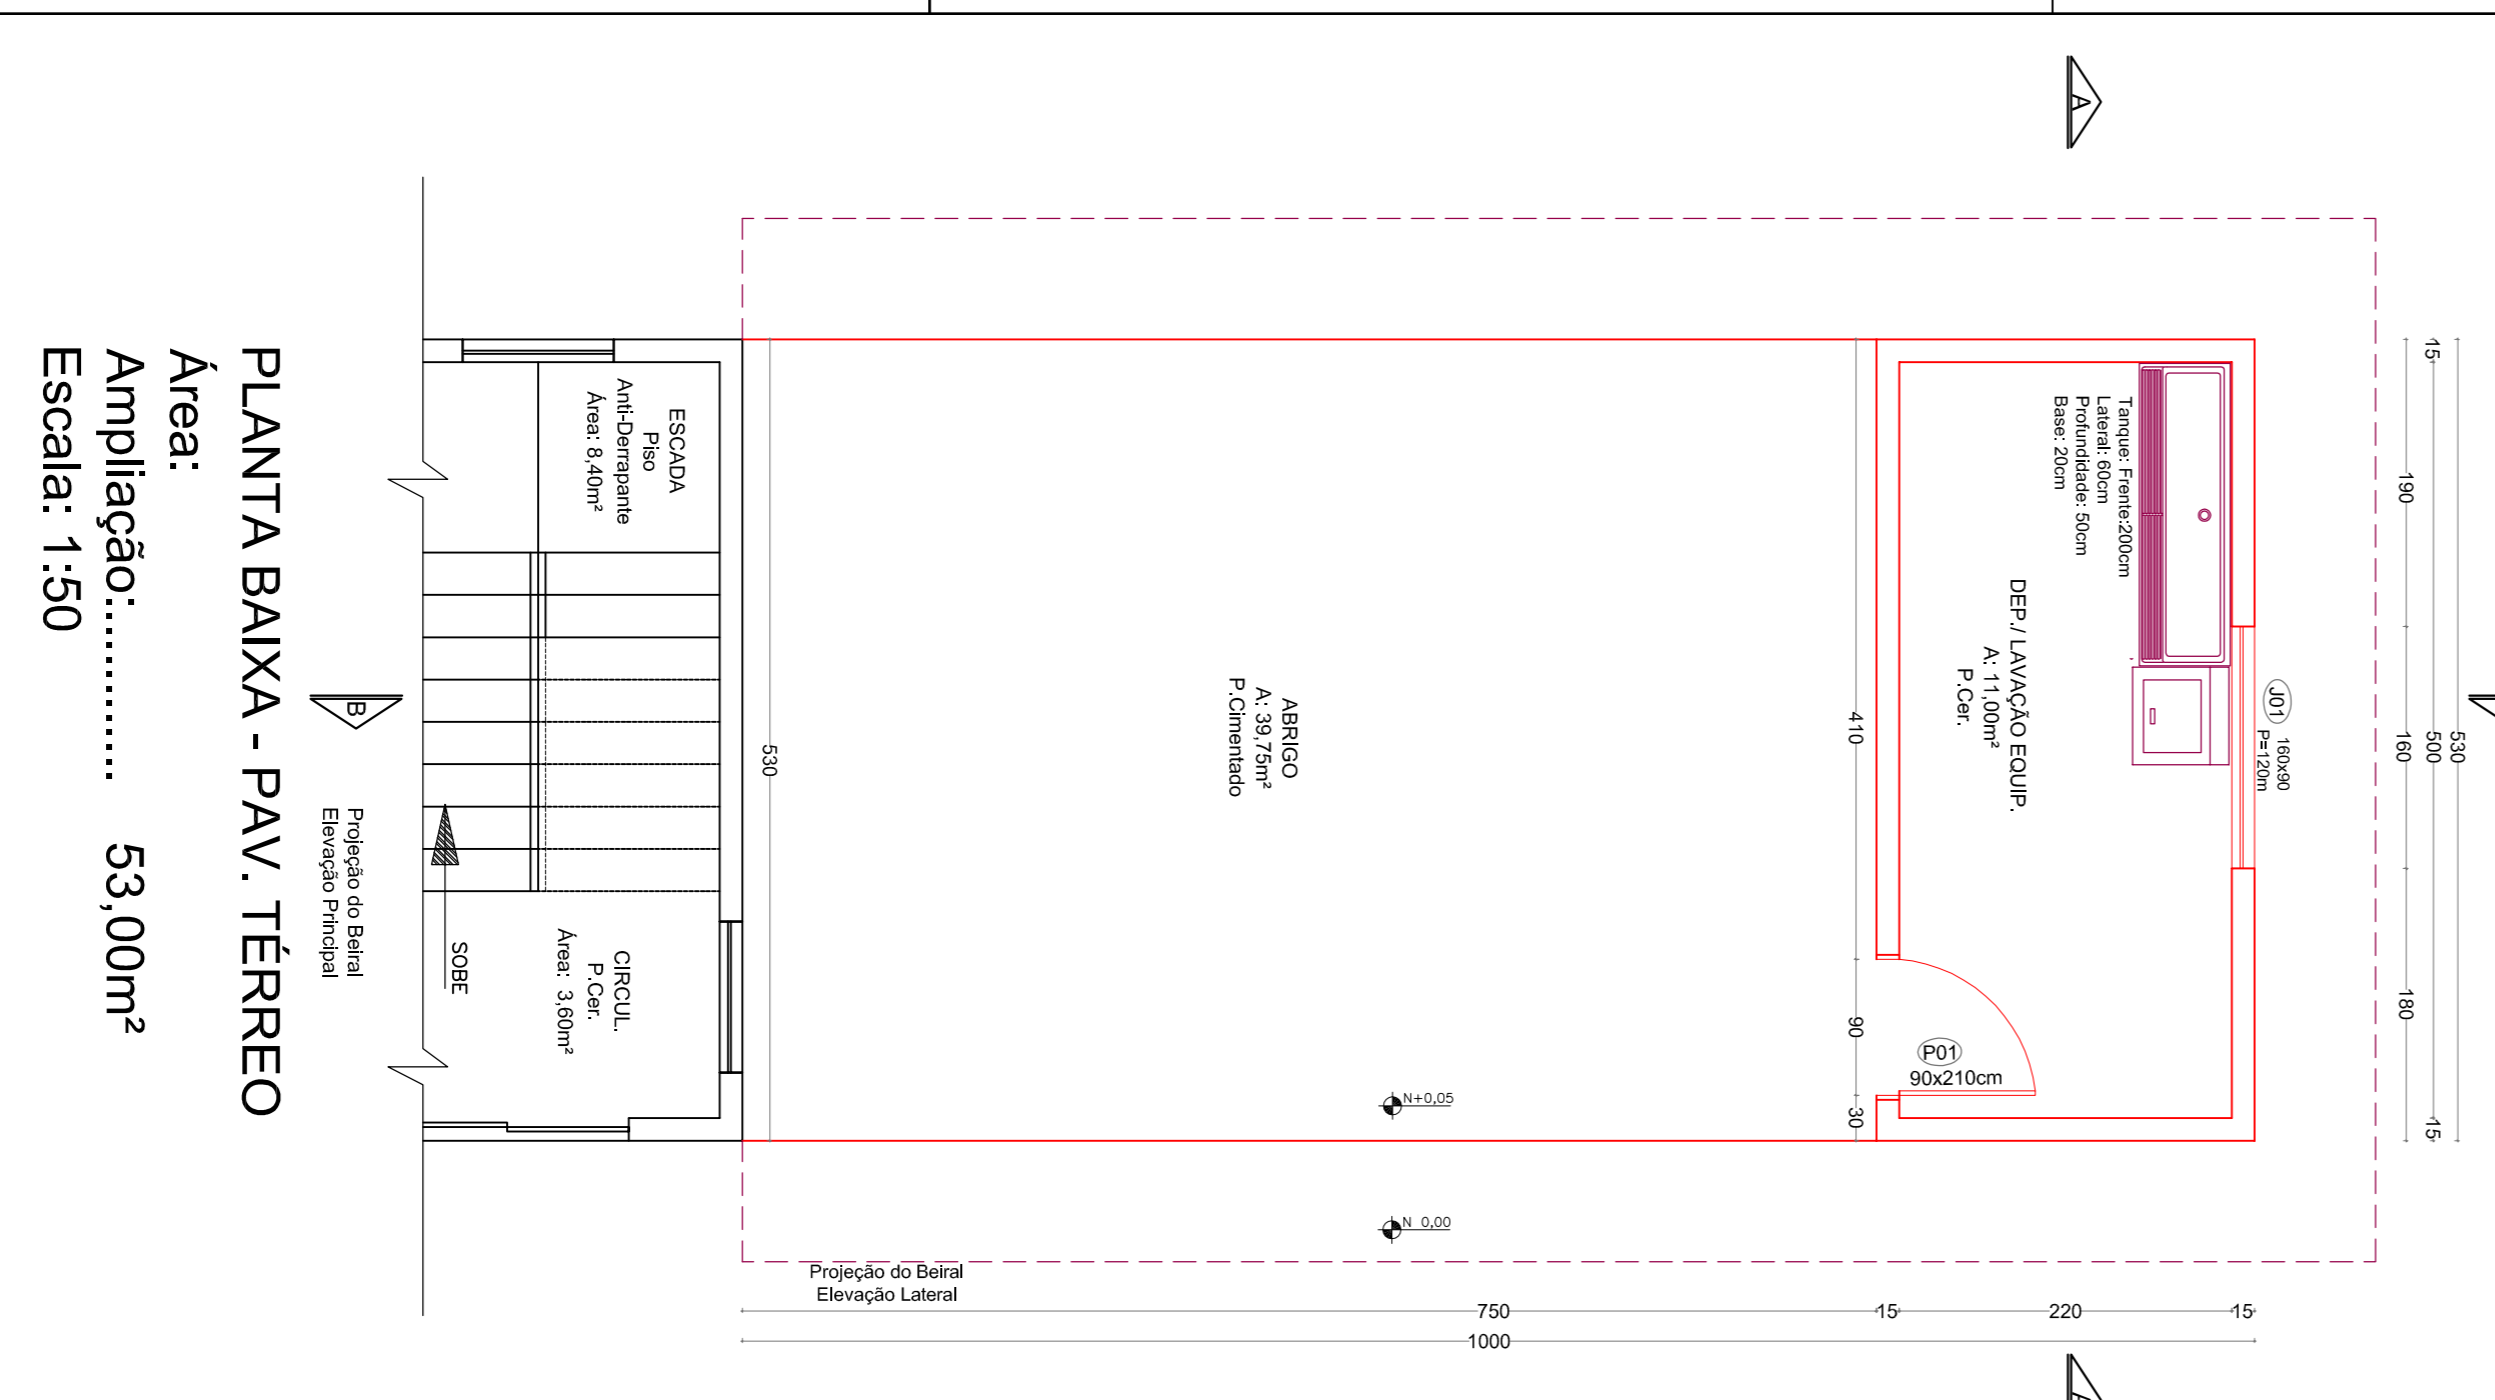 PLANTA BAIXA - PAV. TÉRREO
Área:
Ampliação:............... 53,00m²
Escala: 1:50
A
15
190
160
180
15
500
530
J01
160x90
P=120m
Tanque: Frente:200cm
Lateral: 60cm
Profundidade: 50cm
Base: 20cm
DEP./ LAVAÇÃO EQUIP.
A: 11,00m²
P.Cer.
P01
90x210cm
410
90
30
ABRIGO
A: 39,75m²
P.Cimentado
530
N+0,05
N 0,00
ESCADA
Piso
Anti-Derrapante
Área: 8,40m²
CIRCUL.
P.Cer.
Área: 3,60m²
SOBE
B
Projeção do Beiral
Elevação Principal
Projeção do Beiral
Elevação Lateral
750
15
220
15
1000